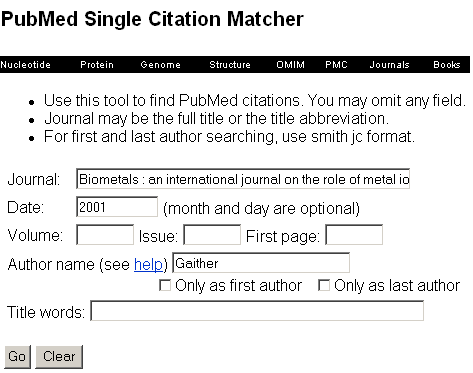 PubMed Single Citation Matcher
Nucleotide Protein Genome Structure OMIM PMC Journals Books
Use this tool to find PubMed citations. You may omit any field.
Journal may be the full title or the title abbreviation.
For first and last author searching, use smith jc format.
Journal: Biometals : an international journal on the role of metal io
Date: 2001 (month and day are optional)
Volume: Issue: First page:
Author name (see help) Gaither
Only as first author Only as last author
Title words:
Go Clear